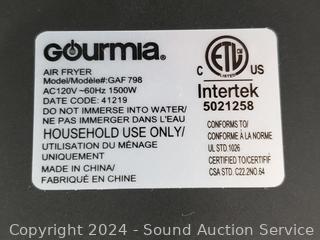 GOURMIA®
AIR FRYER
Model/Modèle#:GAF798
AC120V ~60Hz 1500W
DATE CODE: 41219
DO NOT IMMERSE INTO WATER/
NE PAS IMMERGER DANS L'EAU
HOUSEHOLD USE ONLY/
UTILISATION DU MÉNAGE
UNIQUEMENT
MADE IN CHINA/
FABRIQUÉ EN CHINE
C ETL US
LISTED
Intertek
5021258
CONFORMS TO/
CONFORME À LA NORME
UL STD.1026
CERTIFIED TO/CERTIFIÉ
CSA STD. C22.2NO.64
Copyright 2024 - Sound Auction Service